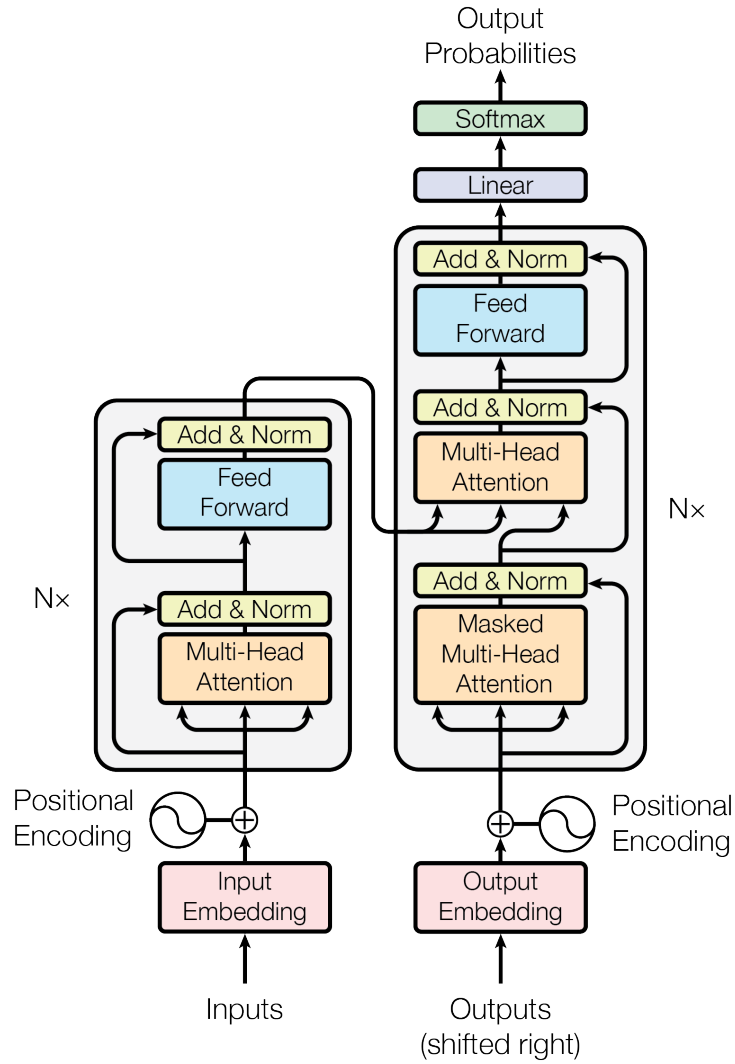 Output
Probabilities
Softmax
Linear
Add & Norm
Feed
Forward
Add & Norm
Multi-Head
Attention
Add & Norm
Masked
Multi-Head
Attention
N×
Add & Norm
Feed
Forward
Add & Norm
Multi-Head
Attention
N×
Positional
Encoding
Positional
Encoding
Input
Embedding
Output
Embedding
Inputs
Outputs
(shifted right)